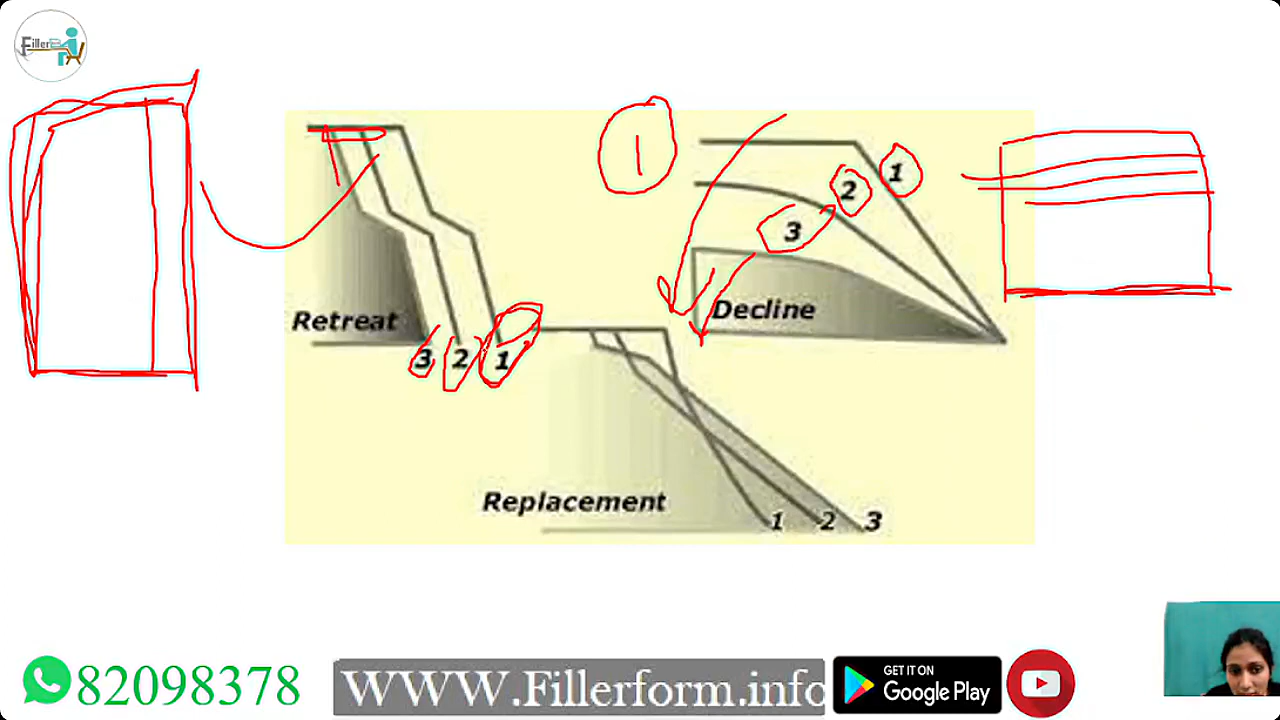 Filler
1
1
2
3
Retreat
3 2 1
Decline
Replacement
1 2 3
82098378
WWW.Fillerform.info
GET IT ON
Google Play